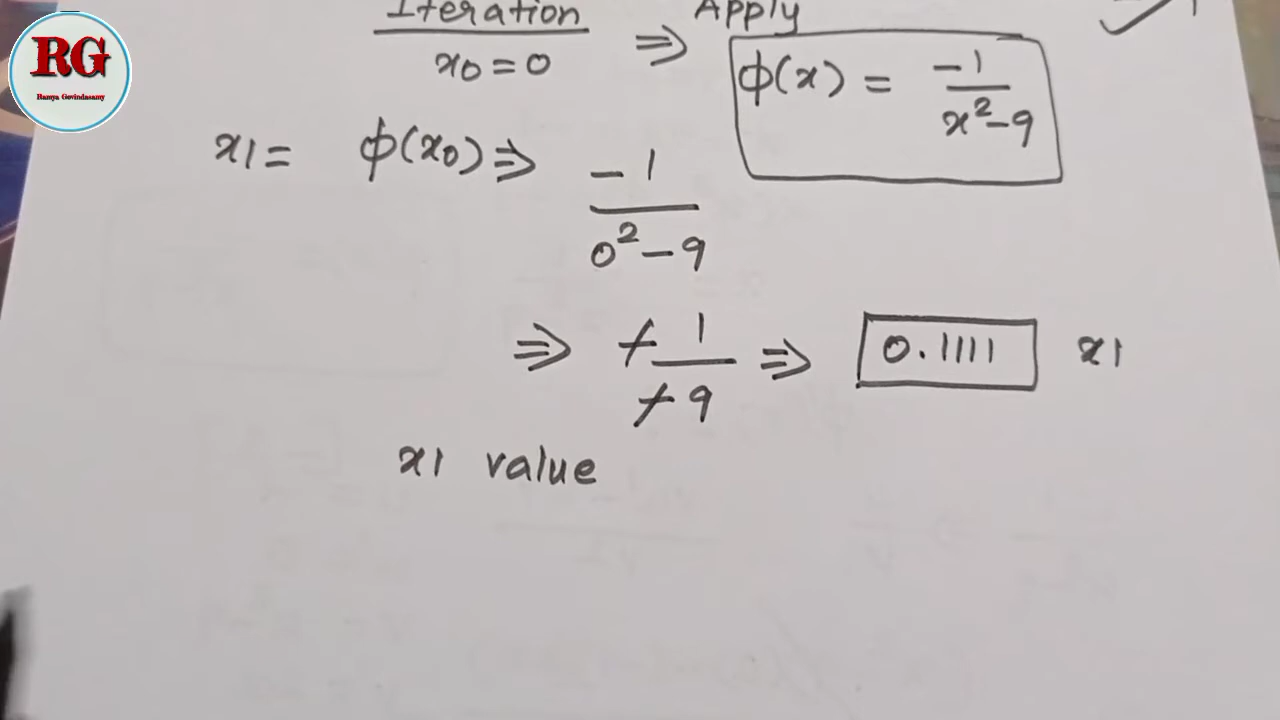 RG
Ramya Govindasamy
Iteration Apply
x0 = 0 ⇒ ϕ(x) = -1/(x²-9)
x1 = ϕ(x0) ⇒ -1/(0²-9)
⇒ -1/-9 ⇒ 0.1111 x1
x1 value